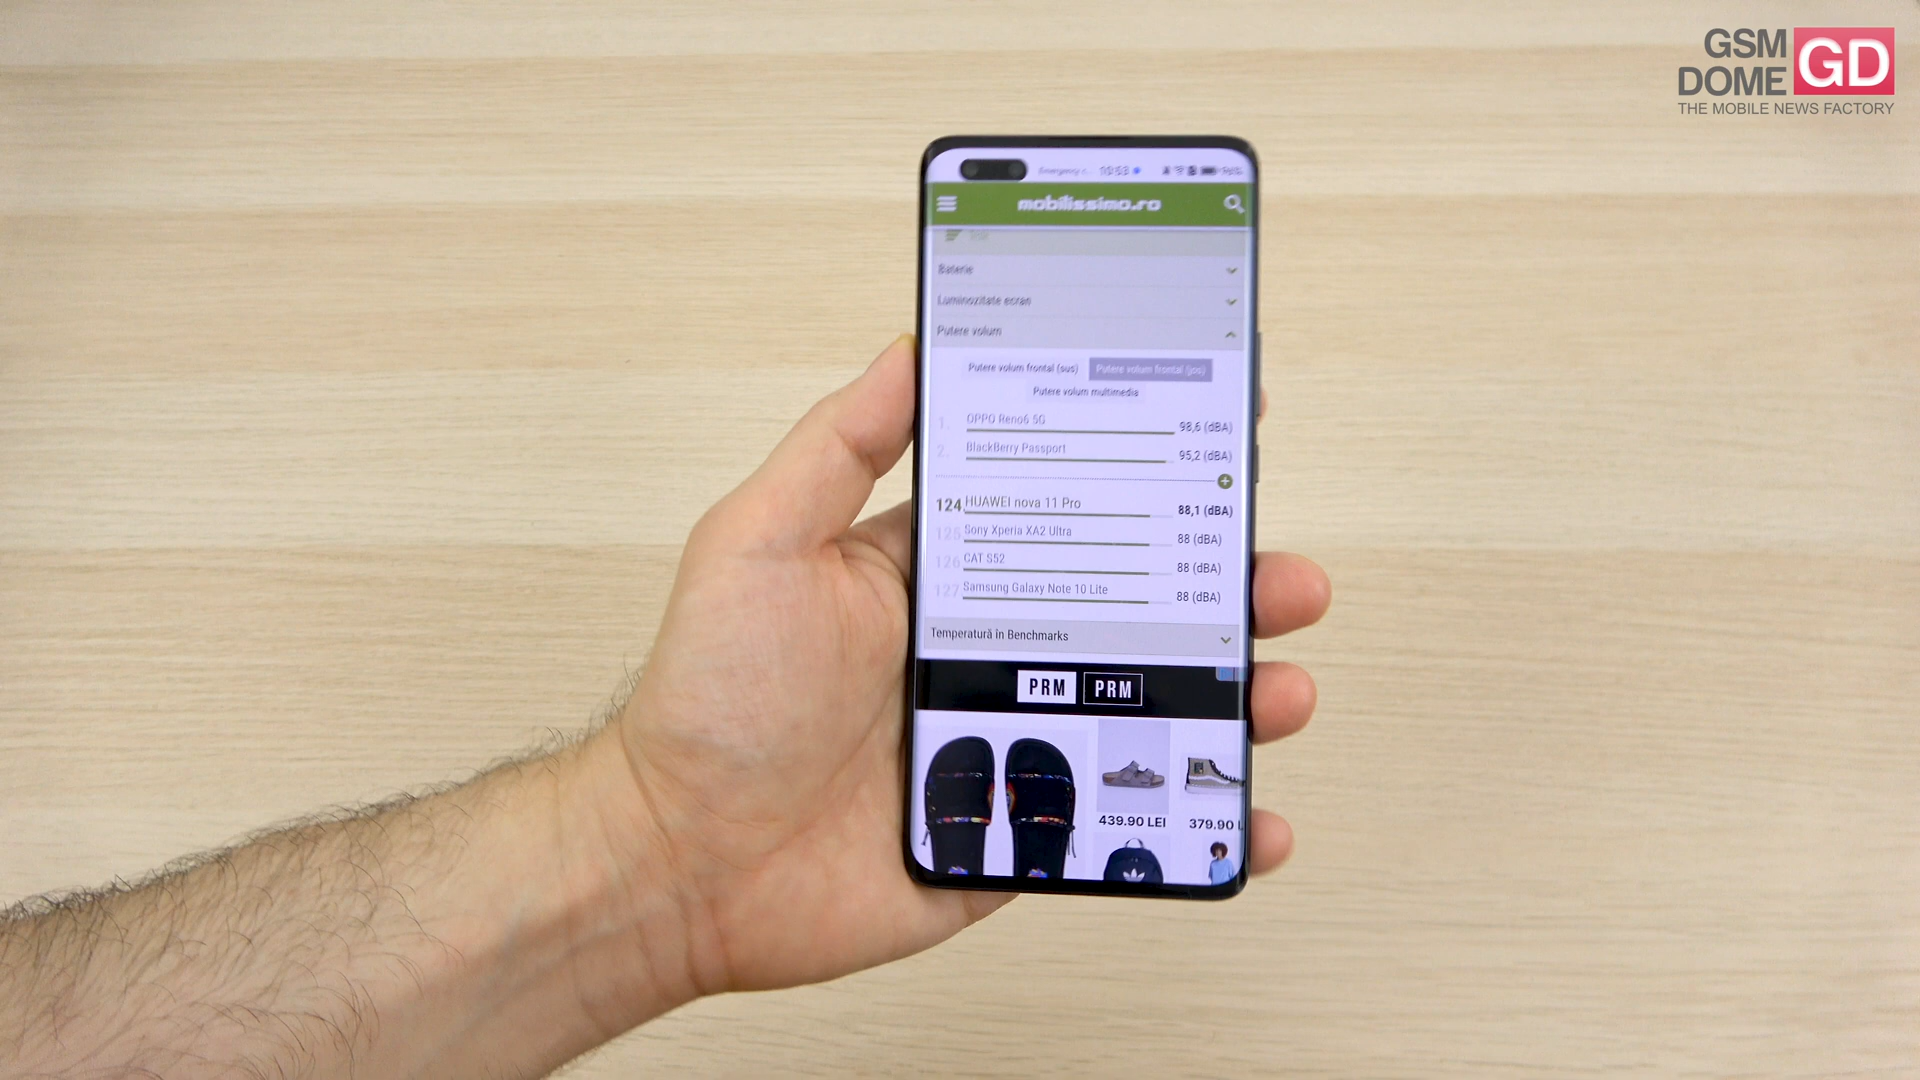 GSM
DOME GD
THE MOBILE NEWS FACTORY
10:53
mobilissimo.ro
Baterie
Luminozitate ecran
Putere volum
Putere volum frontal (sus) Putere volum frontal (jos)
Putere volum multimedia
1. OPPO Reno6 5G 98,6 (dBA)
2. BlackBerry Passport 95,2 (dBA)
124. HUAWEI nova 11 Pro 88,1 (dBA)
125 Sony Xperia XA2 Ultra 88 (dBA)
126 CAT S52 88 (dBA)
127 Samsung Galaxy Note 10 Lite 88 (dBA)
Temperatură în Benchmarks
PRM PRM
439.90 LEI 379.90 L